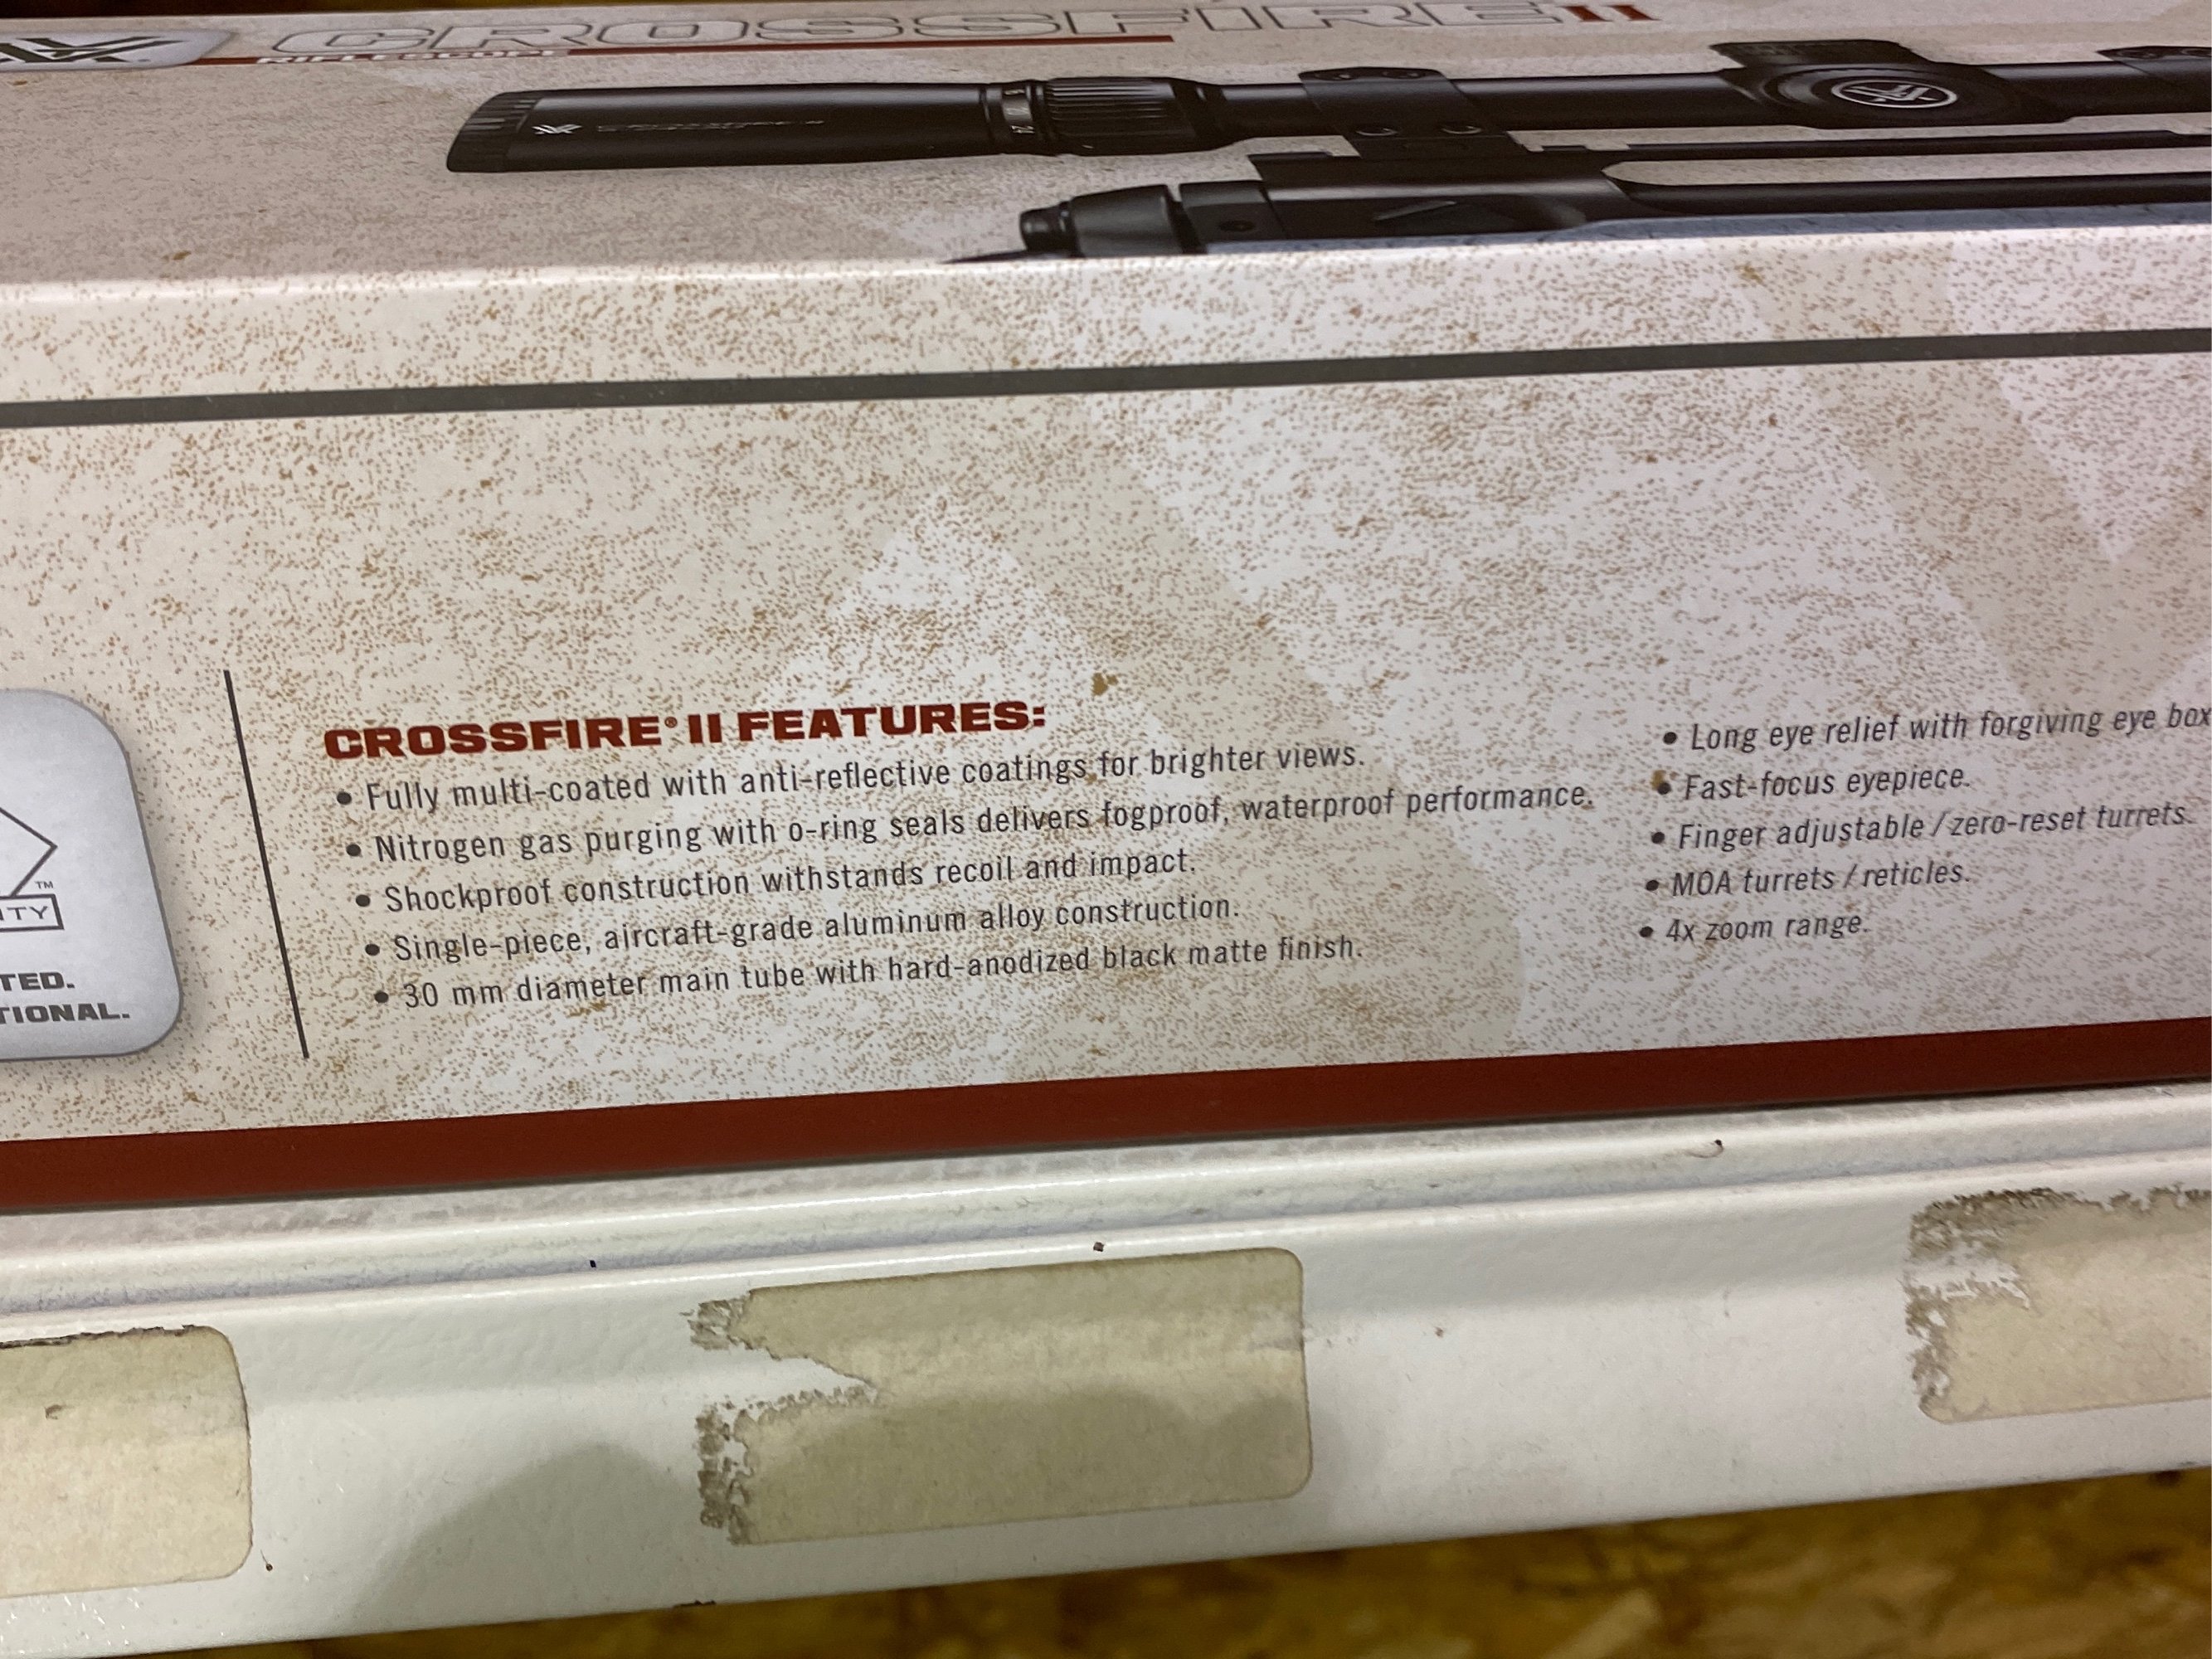 CROSSFIRE II
RIFLESCOPE
CROSSFIRE® II FEATURES:
• Fully multi-coated with anti-reflective coatings for brighter views.
• Nitrogen gas purging with o-ring seals delivers fogproof, waterproof performance.
• Shockproof construction withstands recoil and impact.
• Single-piece, aircraft-grade aluminum alloy construction.
• 30 mm diameter main tube with hard-anodized black matte finish.
• Long eye relief with forgiving eye box
• Fast-focus eyepiece.
• Finger adjustable / zero-reset turrets.
• MOA turrets / reticles.
• 4x zoom range.
™
ITY
TED.
TIONAL.